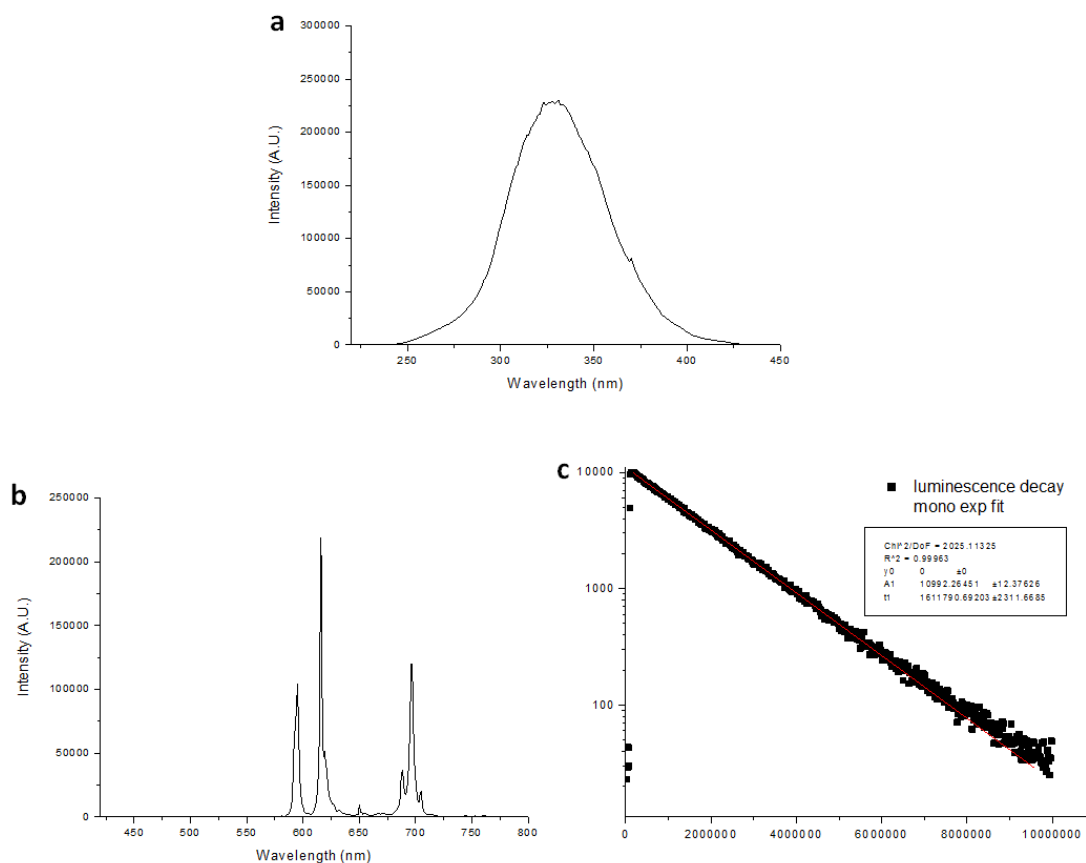 a
300000
250000
200000
150000
100000
50000
0
Intensity (A.U.)
250 300 350 400 450
Wavelength (nm)
b
250000
200000
150000
100000
50000
0
Intensity (A.U.)
450 500 550 600 650 700 750 800
Wavelength (nm)
c
10000
1000
100
0 2000000 4000000 6000000 8000000 10000000
luminescence decay
mono exp fit
Chi^2/DoF = 2025.11325
R^2 = 0.99963
y0 0 ±0
A1 10992.26451 ±12.37626
t1 1611790.69203 ±2311.6685